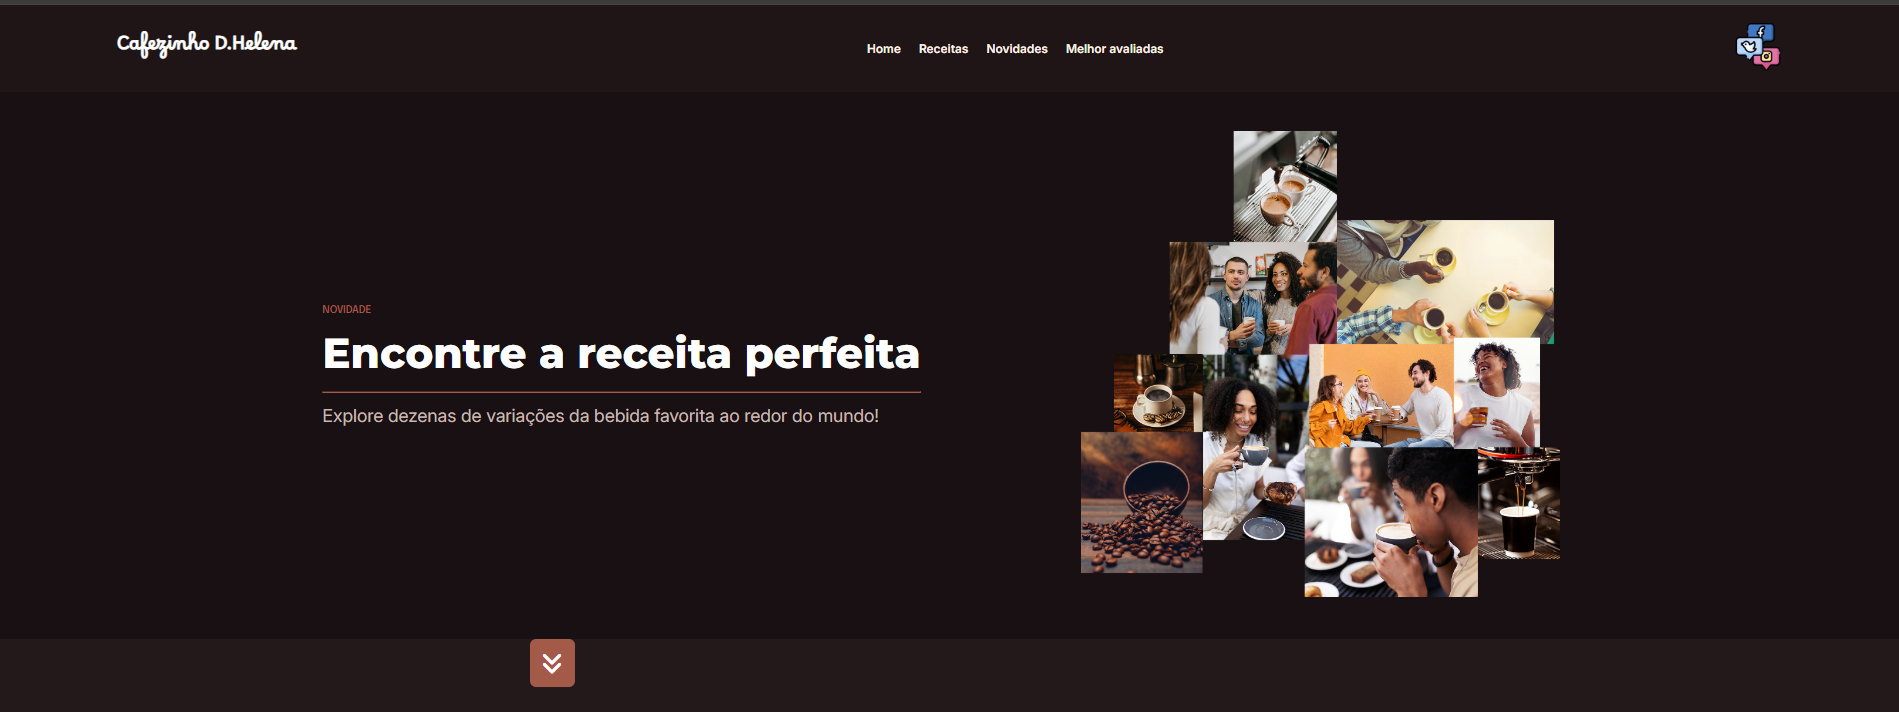 Cafezinho D.Helena
Home Receitas Novidades Melhor avaliadas
NOVIDADE
Encontre a receita perfeita
Explore dezenas de variações da bebida favorita ao redor do mundo!